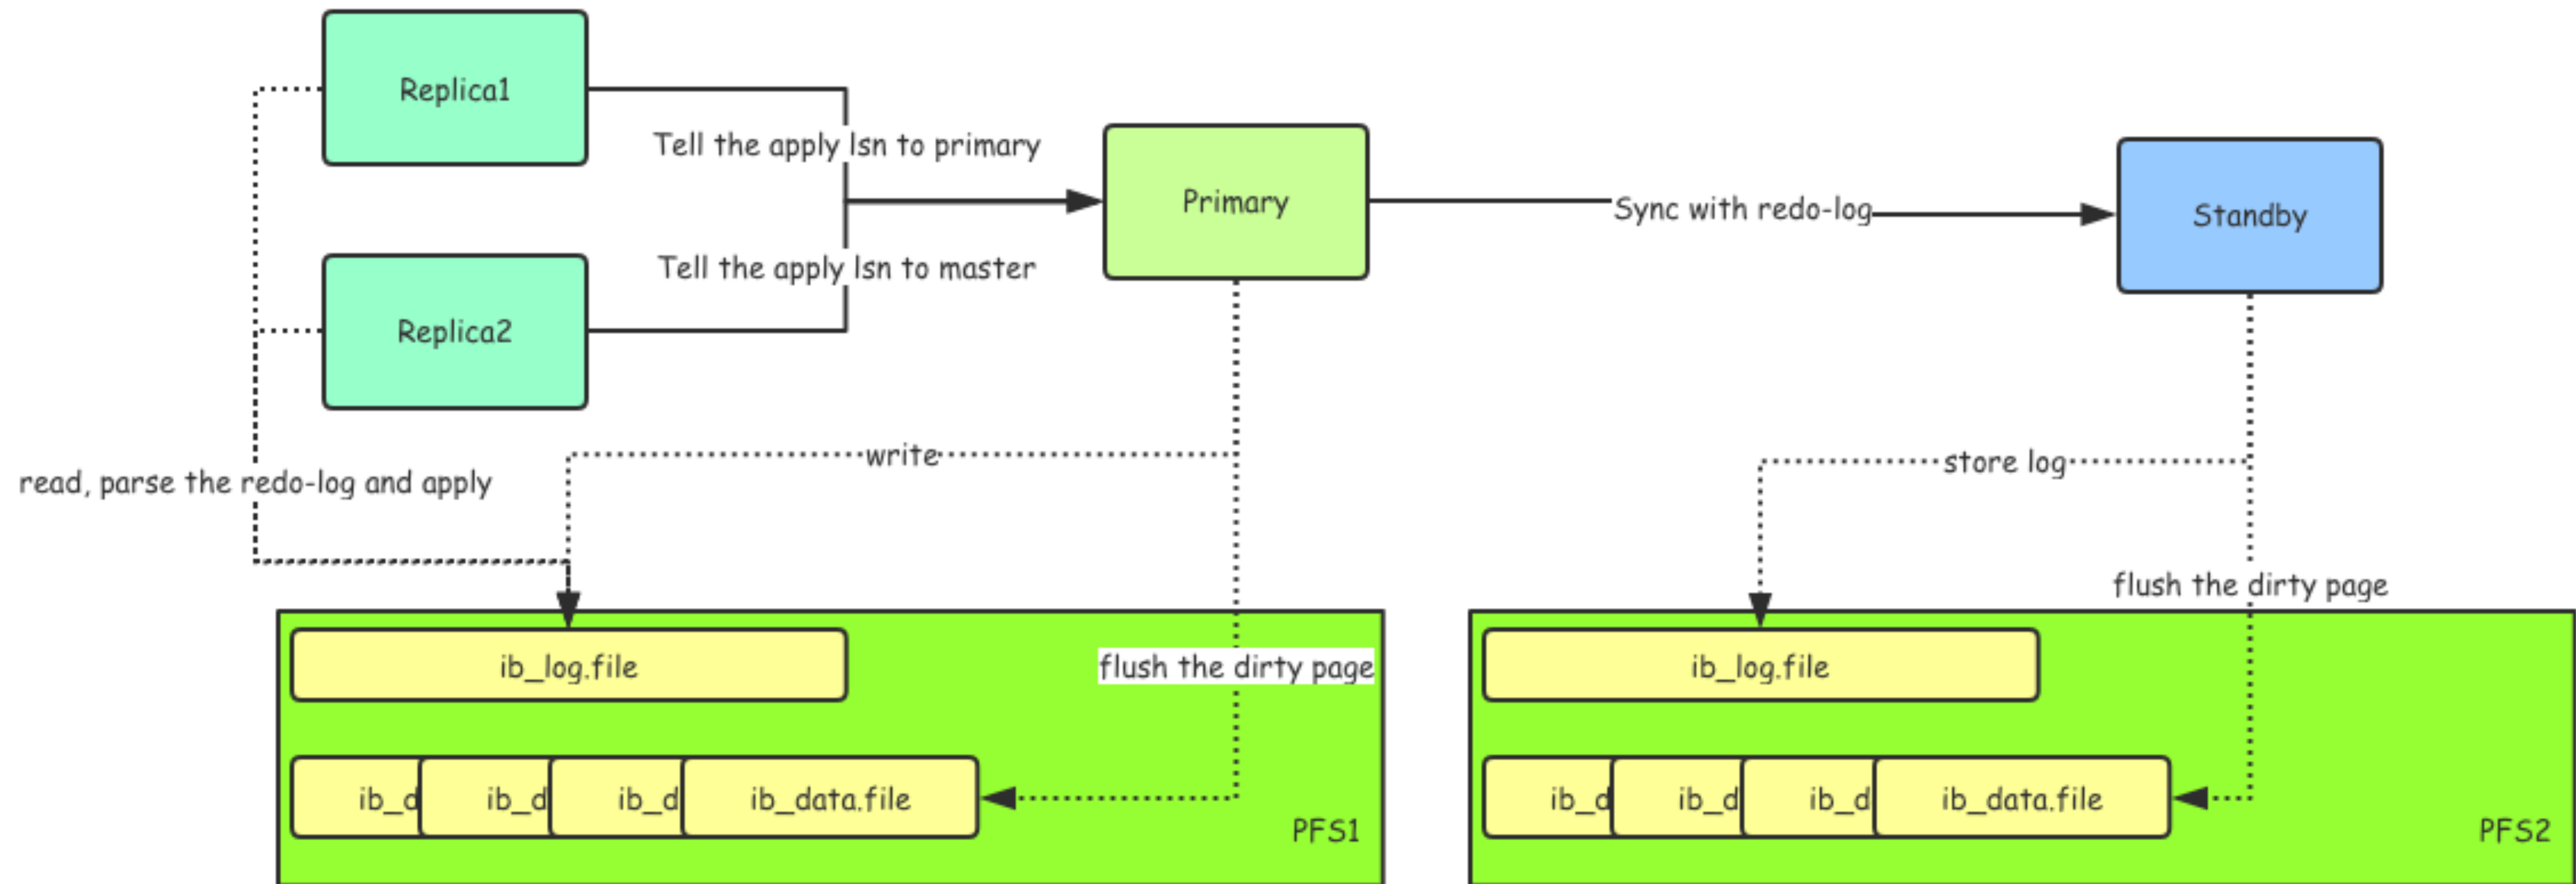 Replica1
Tell the apply lsn to primary
Primary
Sync with redo-log
Standby
Tell the apply lsn to master
Replica2
write
store log
read, parse the redo-log and apply
flush the dirty page
ib_log.file
flush the dirty page
ib_log.file
ib_d
ib_d
ib_d
ib_data.file
PFS1
ib_d
ib_d
ib_d
ib_data.file
PFS2